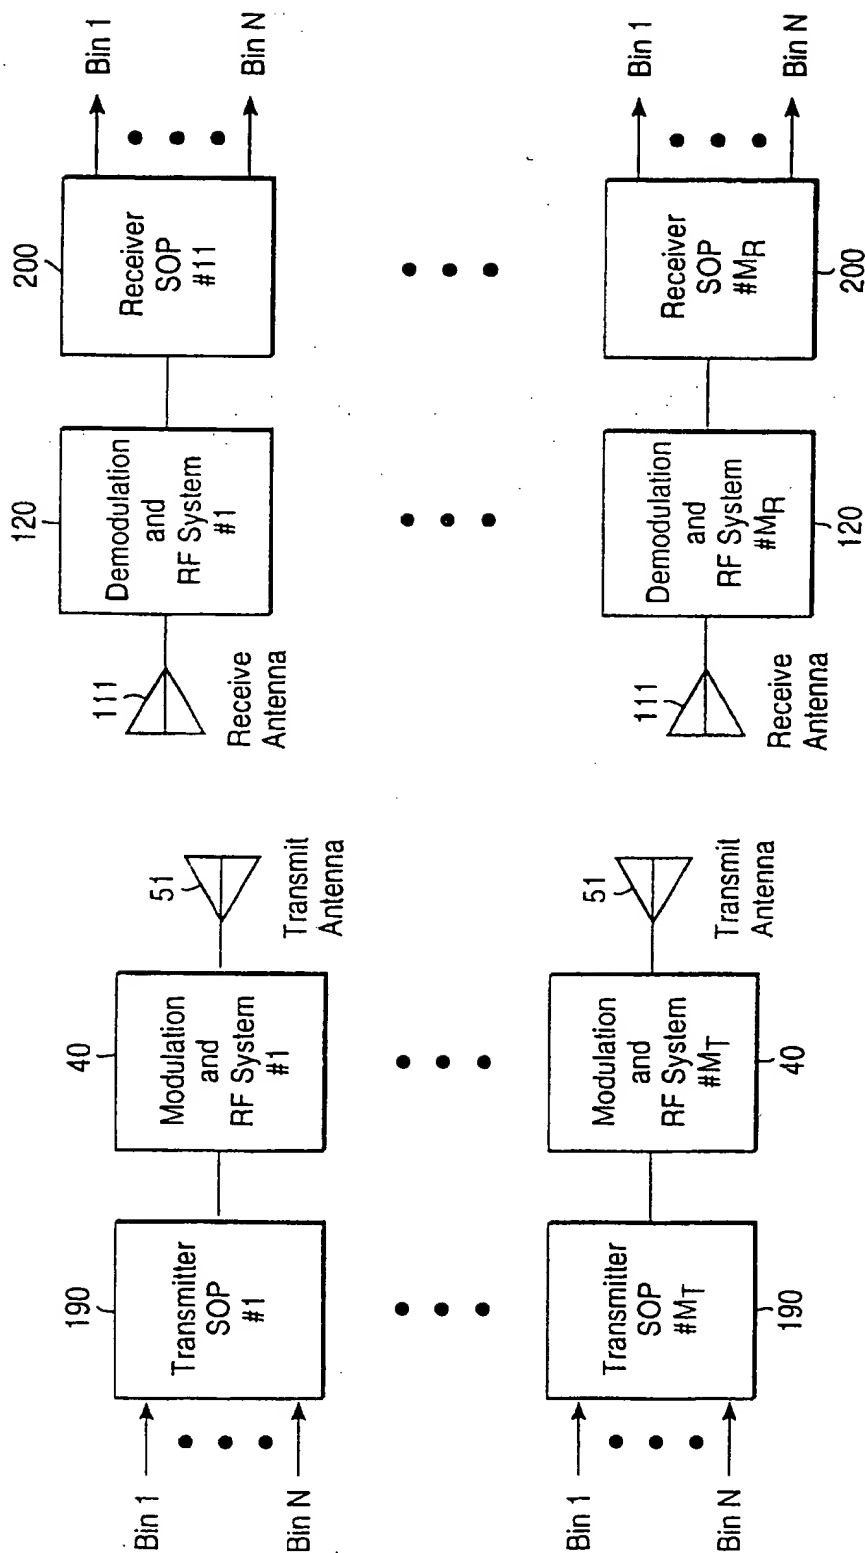 Bin 1
Bin N
190
Transmitter
SOP
#1
40
Modulation
and
RF System
#1
51
Transmit
Antenna
111
Receive
Antenna
120
Demodulation
and
RF System
#1
200
Receiver
SOP
#11
Bin 1
Bin N
Bin 1
Bin N
Transmitter
SOP
#MT
190
Modulation
and
RF System
#MT
40
51
Transmit
Antenna
111
Receive
Antenna
Demodulation
and
RF System
#MR
120
Receiver
SOP
#MR
200
Bin 1
Bin N